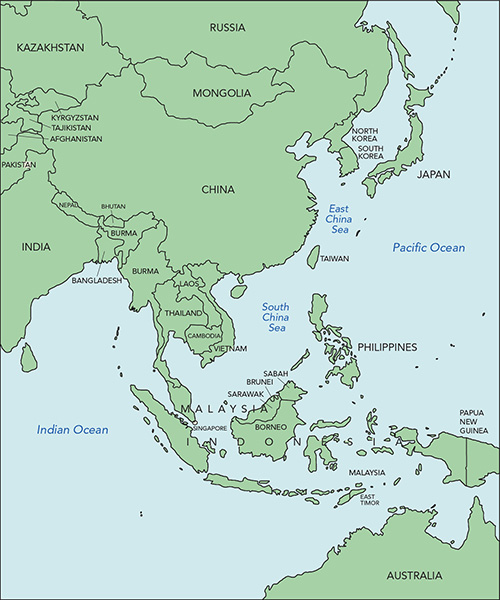 RUSSIA
KAZAKHSTAN
MONGOLIA
KYRGYZSTAN
TAJIKISTAN
AFGHANISTAN
PAKISTAN
NORTH
KOREA
SOUTH
KOREA
JAPAN
CHINA
NEPAL
BHUTAN
BURMA
INDIA
East
China
Sea
Pacific Ocean
TAIWAN
BURMA
BANGLADESH
LAOS
THAILAND
CAMBODIA
VIETNAM
South
China
Sea
PHILIPPINES
SABAH
BRUNEI
SARAWAK
MALAYSIA
SINGAPORE
BORNEO
INDONESIA
Indian Ocean
PAPUA
NEW
GUINEA
MALAYSIA
EAST
TIMOR
AUSTRALIA